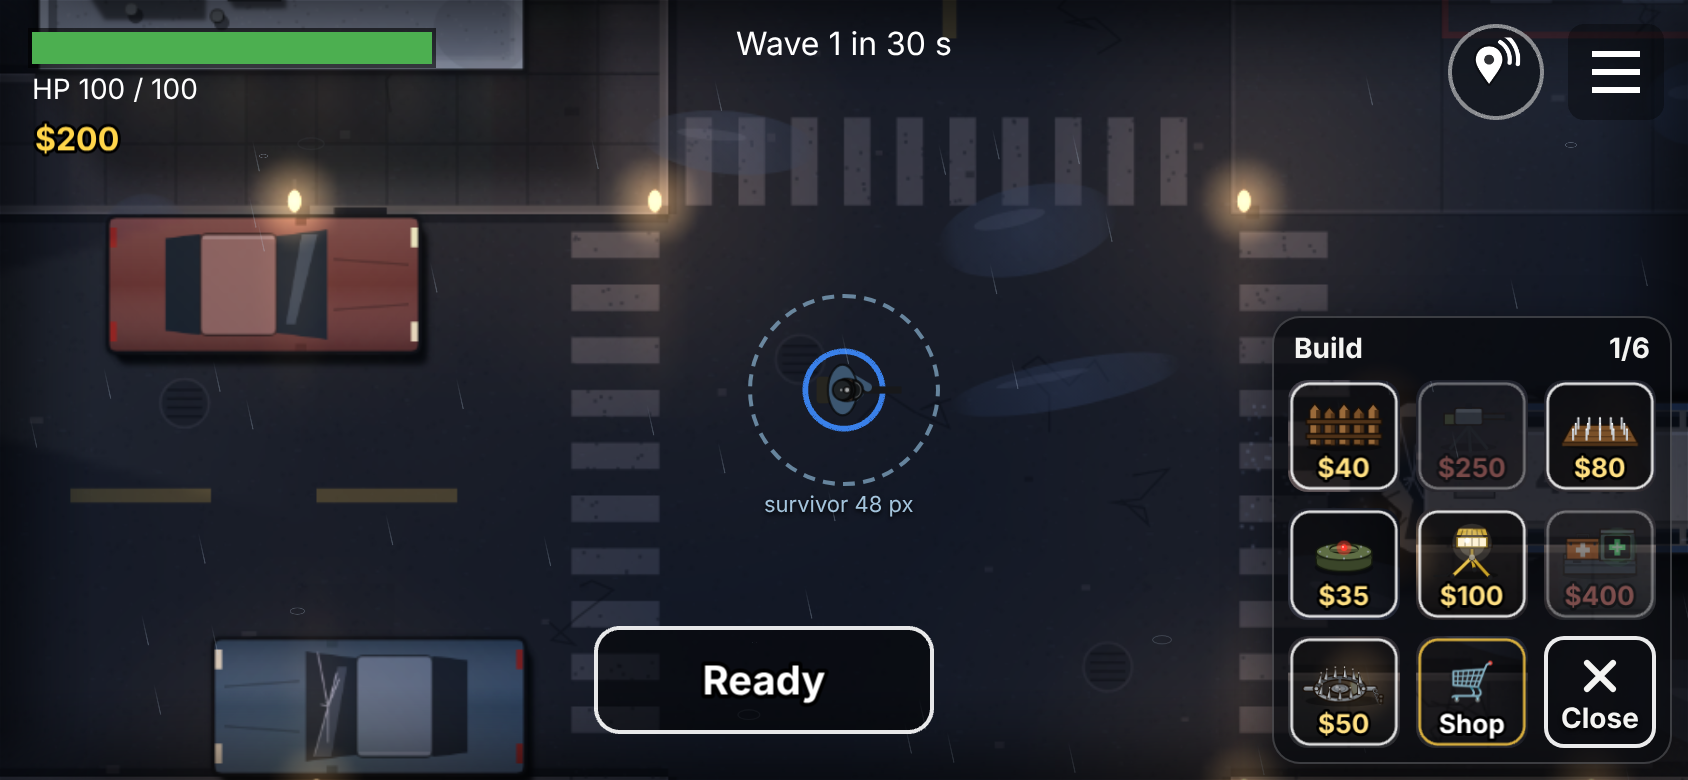 Wave 1 in 30 s
HP 100 / 100
$200
survivor 48 px
Ready
Build 1/6
$40 $250 $80
$35 $100 $400
$50 Shop Close